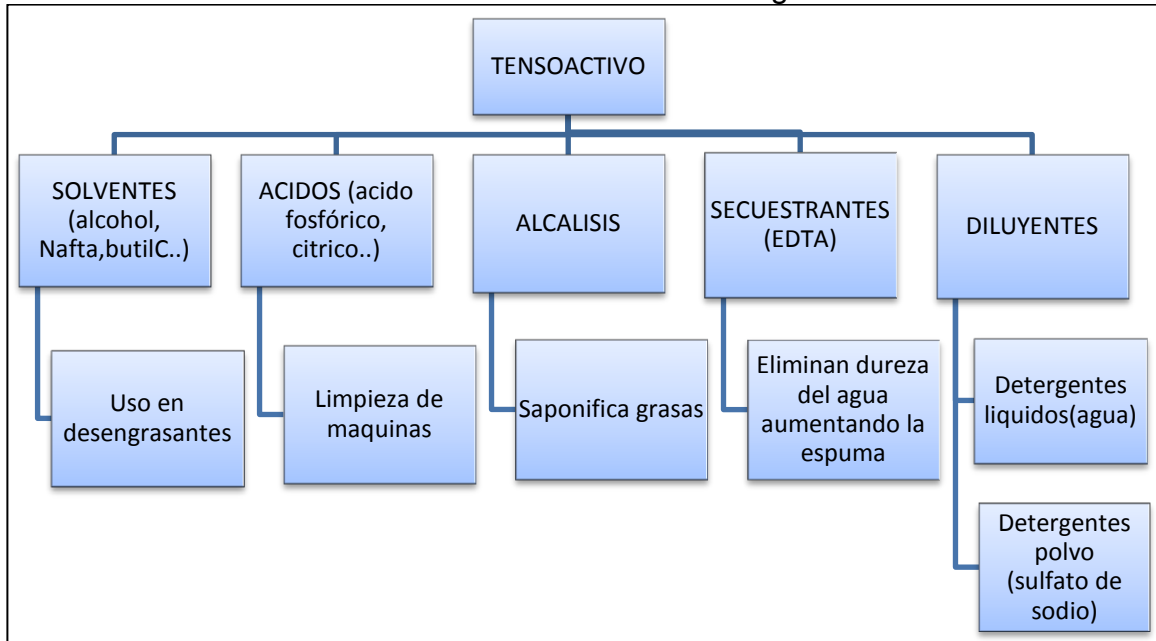 TENSOACTIVO
SOLVENTES
(alcohol,
Nafta,butilC..)
ACIDOS (acido
fosfórico,
citrico..)
ALCALISIS
SECUESTRANTES
(EDTA)
DILUYENTES
Uso en
desengrasantes
Limpieza de
maquinas
Saponifica grasas
Eliminan dureza
del agua
aumentando la
espuma
Detergentes
liquidos(agua)
Detergentes
polvo
(sulfato de
sodio)